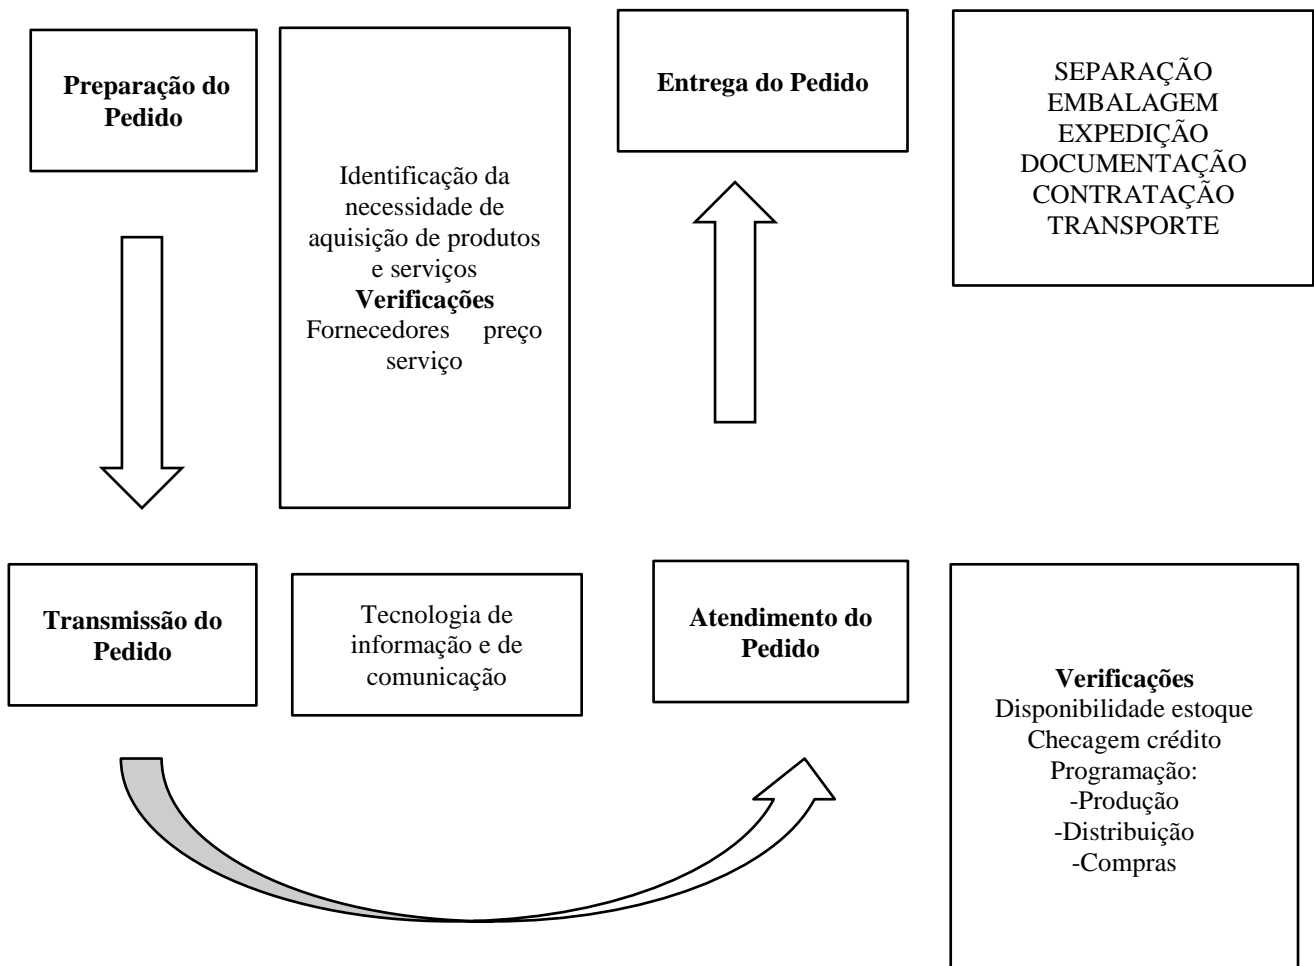 Preparação do
Pedido
Identificação da
necessidade de
aquisição de produtos
e serviços
Verificações
Fornecedores preço
serviço
Entrega do Pedido
SEPARAÇÃO
EMBALAGEM
EXPEDIÇÃO
DOCUMENTAÇÃO
CONTRATAÇÃO
TRANSPORTE
Transmissão do
Pedido
Tecnologia de
informação e de
comunicação
Atendimento do
Pedido
Verificações
Disponibilidade estoque
Checagem crédito
Programação:
-Produção
-Distribuição
-Compras